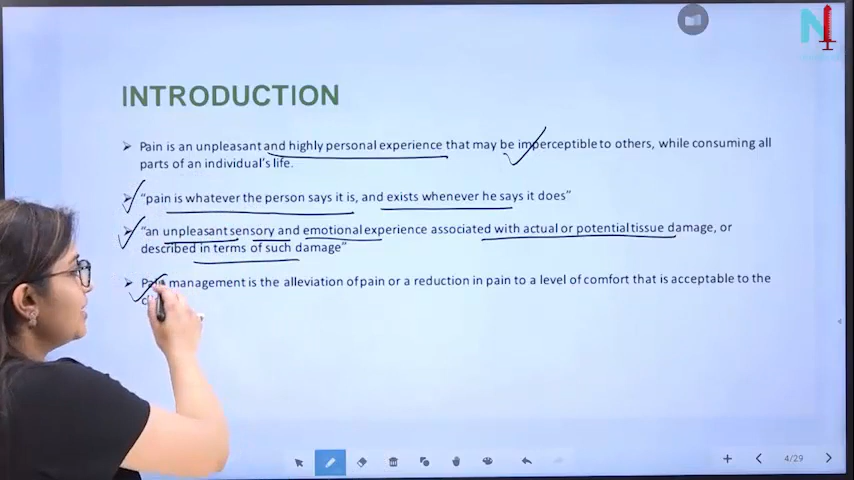 INTRODUCTION
Pain is an unpleasant and highly personal experience that may be imperceptible to others, while consuming all
parts of an individual's life.
"pain is whatever the person says it is, and exists whenever he says it does"
"an unpleasant sensory and emotional experience associated with actual or potential tissue damage, or
described in terms of such damage"
Pain management is the alleviation of pain or a reduction in pain to a level of comfort that is acceptable to the
4/29